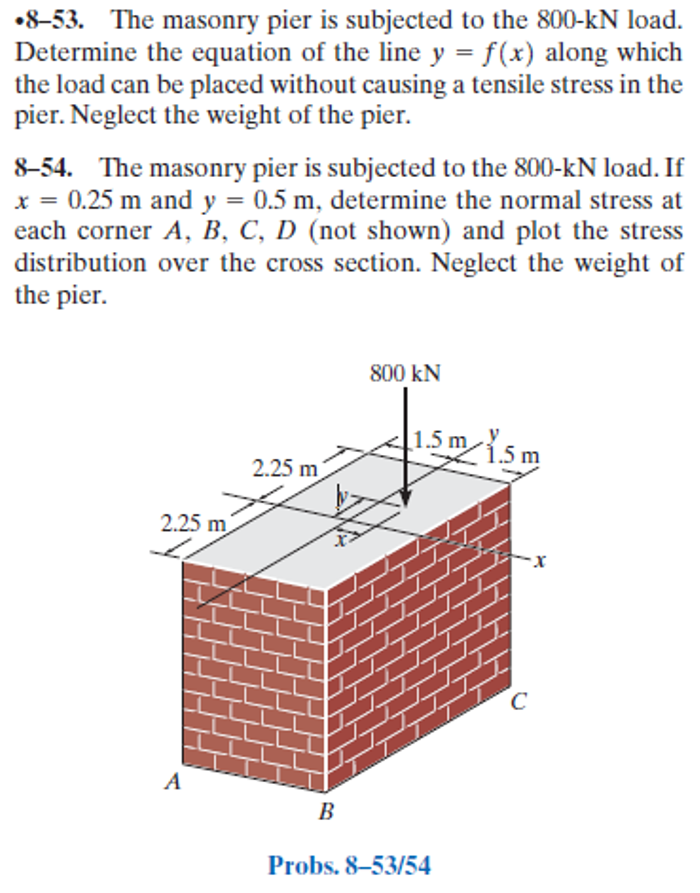 •8–53. The masonry pier is subjected to the 800-kN load.
Determine the equation of the line y = f(x) along which
the load can be placed without causing a tensile stress in the
pier. Neglect the weight of the pier.
8–54. The masonry pier is subjected to the 800-kN load. If
x = 0.25 m and y = 0.5 m, determine the normal stress at
each corner A, B, C, D (not shown) and plot the stress
distribution over the cross section. Neglect the weight of
the pier.
800 kN
1.5 m
y
1.5 m
2.25 m
y
2.25 m
x
x
C
A
B
Probs. 8–53/54